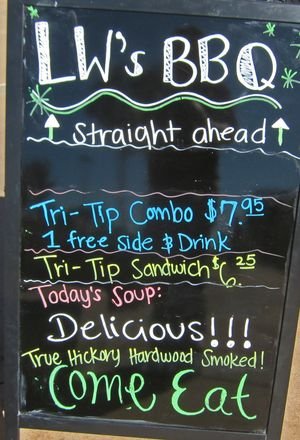 LW's BBQ
Straight ahead
Tri-Tip Combo $7.95
1 free side & Drink
Tri-Tip Sandwich $6.25
Today's Soup:
Delicious!!!
True Hickory Hardwood Smoked!
Come Eat